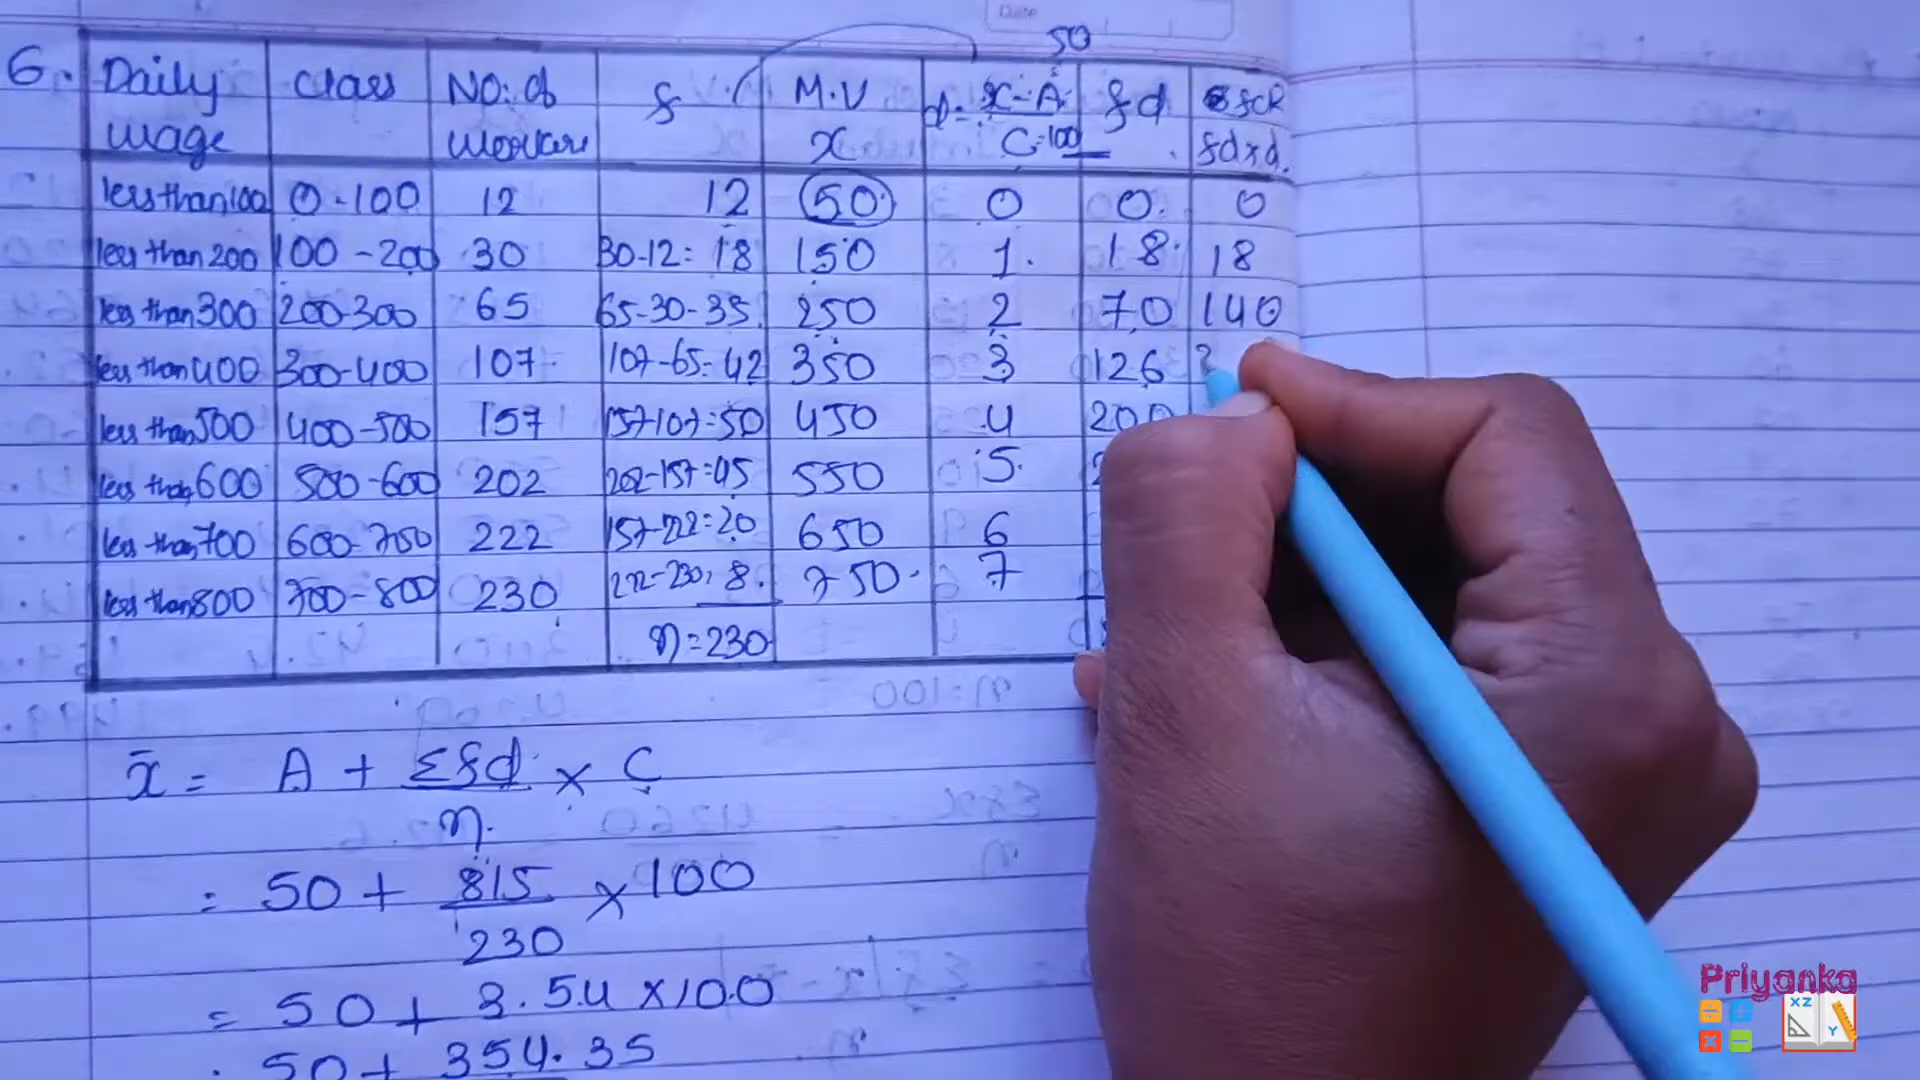 Date
50
6. Daily wage Class No: of workers f M.V x d= X-A C=100 fd fd×d.
less than 100 0-100 12 12 50 0 0. 0
less than 200 100-200 30 30-12= 18 150 1. 18 18
less than 300 200-300 65 65-30-35 250 2 70 140
less than 400 300-400 107 107-65=42 350 3 126
less than 500 400-500 157 157-107=50 450 4 200
less than 600 500-600 202 202-157=45 550 5
less than 700 600-700 222 157-222=20 650 6
less than 800 700-800 230 222-230= 8. 750 7
n=230
x̄ = A + Σfd × C
n
= 50 + 815 × 100
230
= 50 + 3.54 ×100
50 + 354.35
Priyanka
XZ
Y